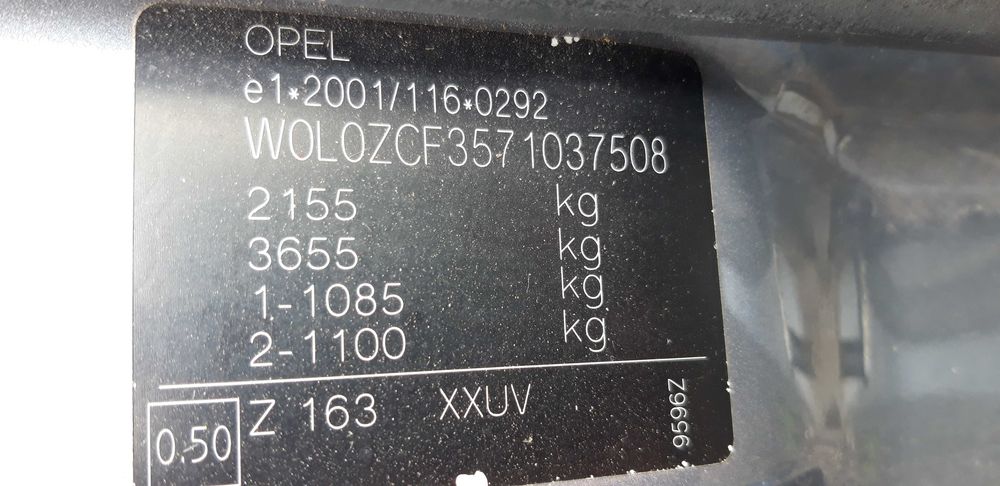 OPEL
e1*2001/116*0292
W0L0ZCF3571037508
2155 kg
3655 kg
1-1085 kg
2-1100 kg
0.50 Z 163 XXUV 9596Z